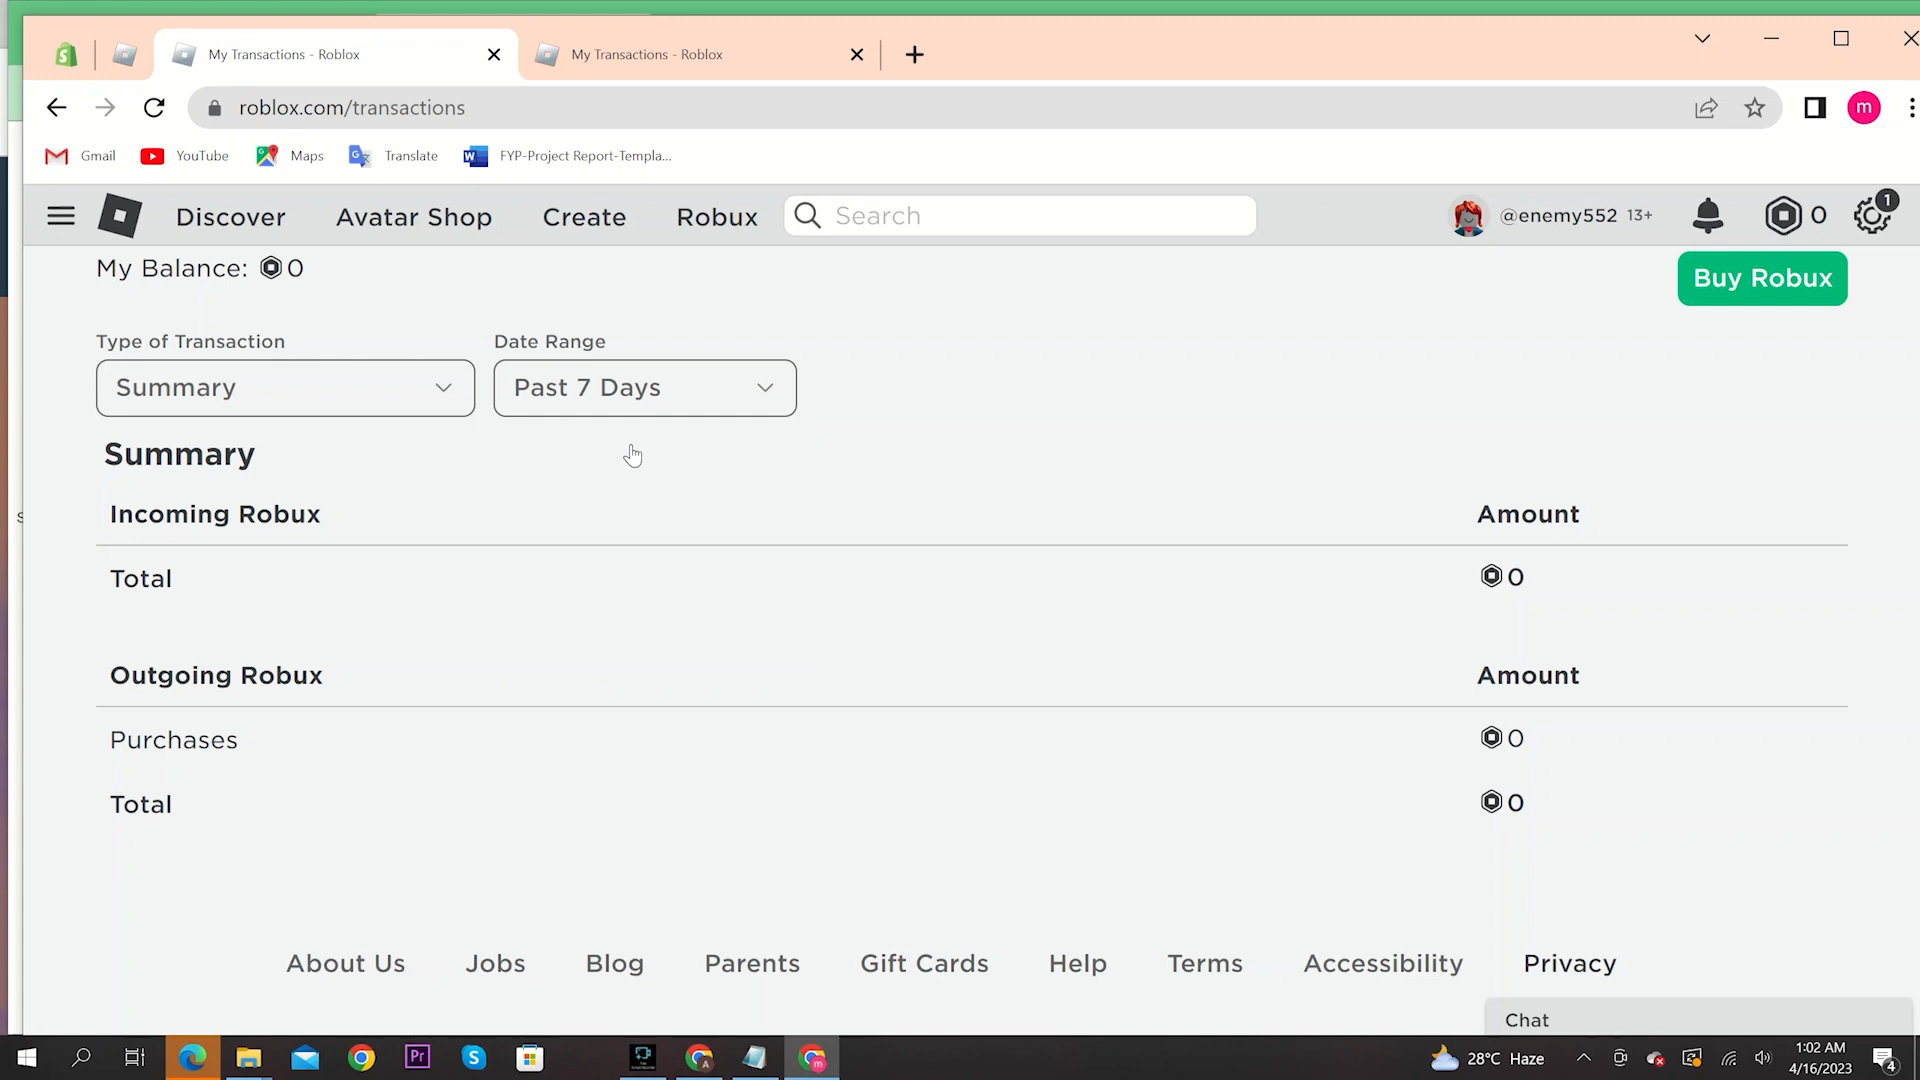 My Transactions - Roblox
My Transactions - Roblox
roblox.com/transactions
m
Gmail
YouTube
Maps
Translate
FYP-Project Report-Templa...
Discover
Avatar Shop
Create
Robux
Search
@enemy552 13+
0
1
My Balance: 0
Buy Robux
Type of Transaction
Date Range
Summary
Past 7 Days
Summary
Incoming Robux
Amount
Total
0
Outgoing Robux
Amount
Purchases
0
Total
0
About Us
Jobs
Blog
Parents
Gift Cards
Help
Terms
Accessibility
Privacy
Chat
Pr
28°C Haze
1:02 AM
4/16/2023
4